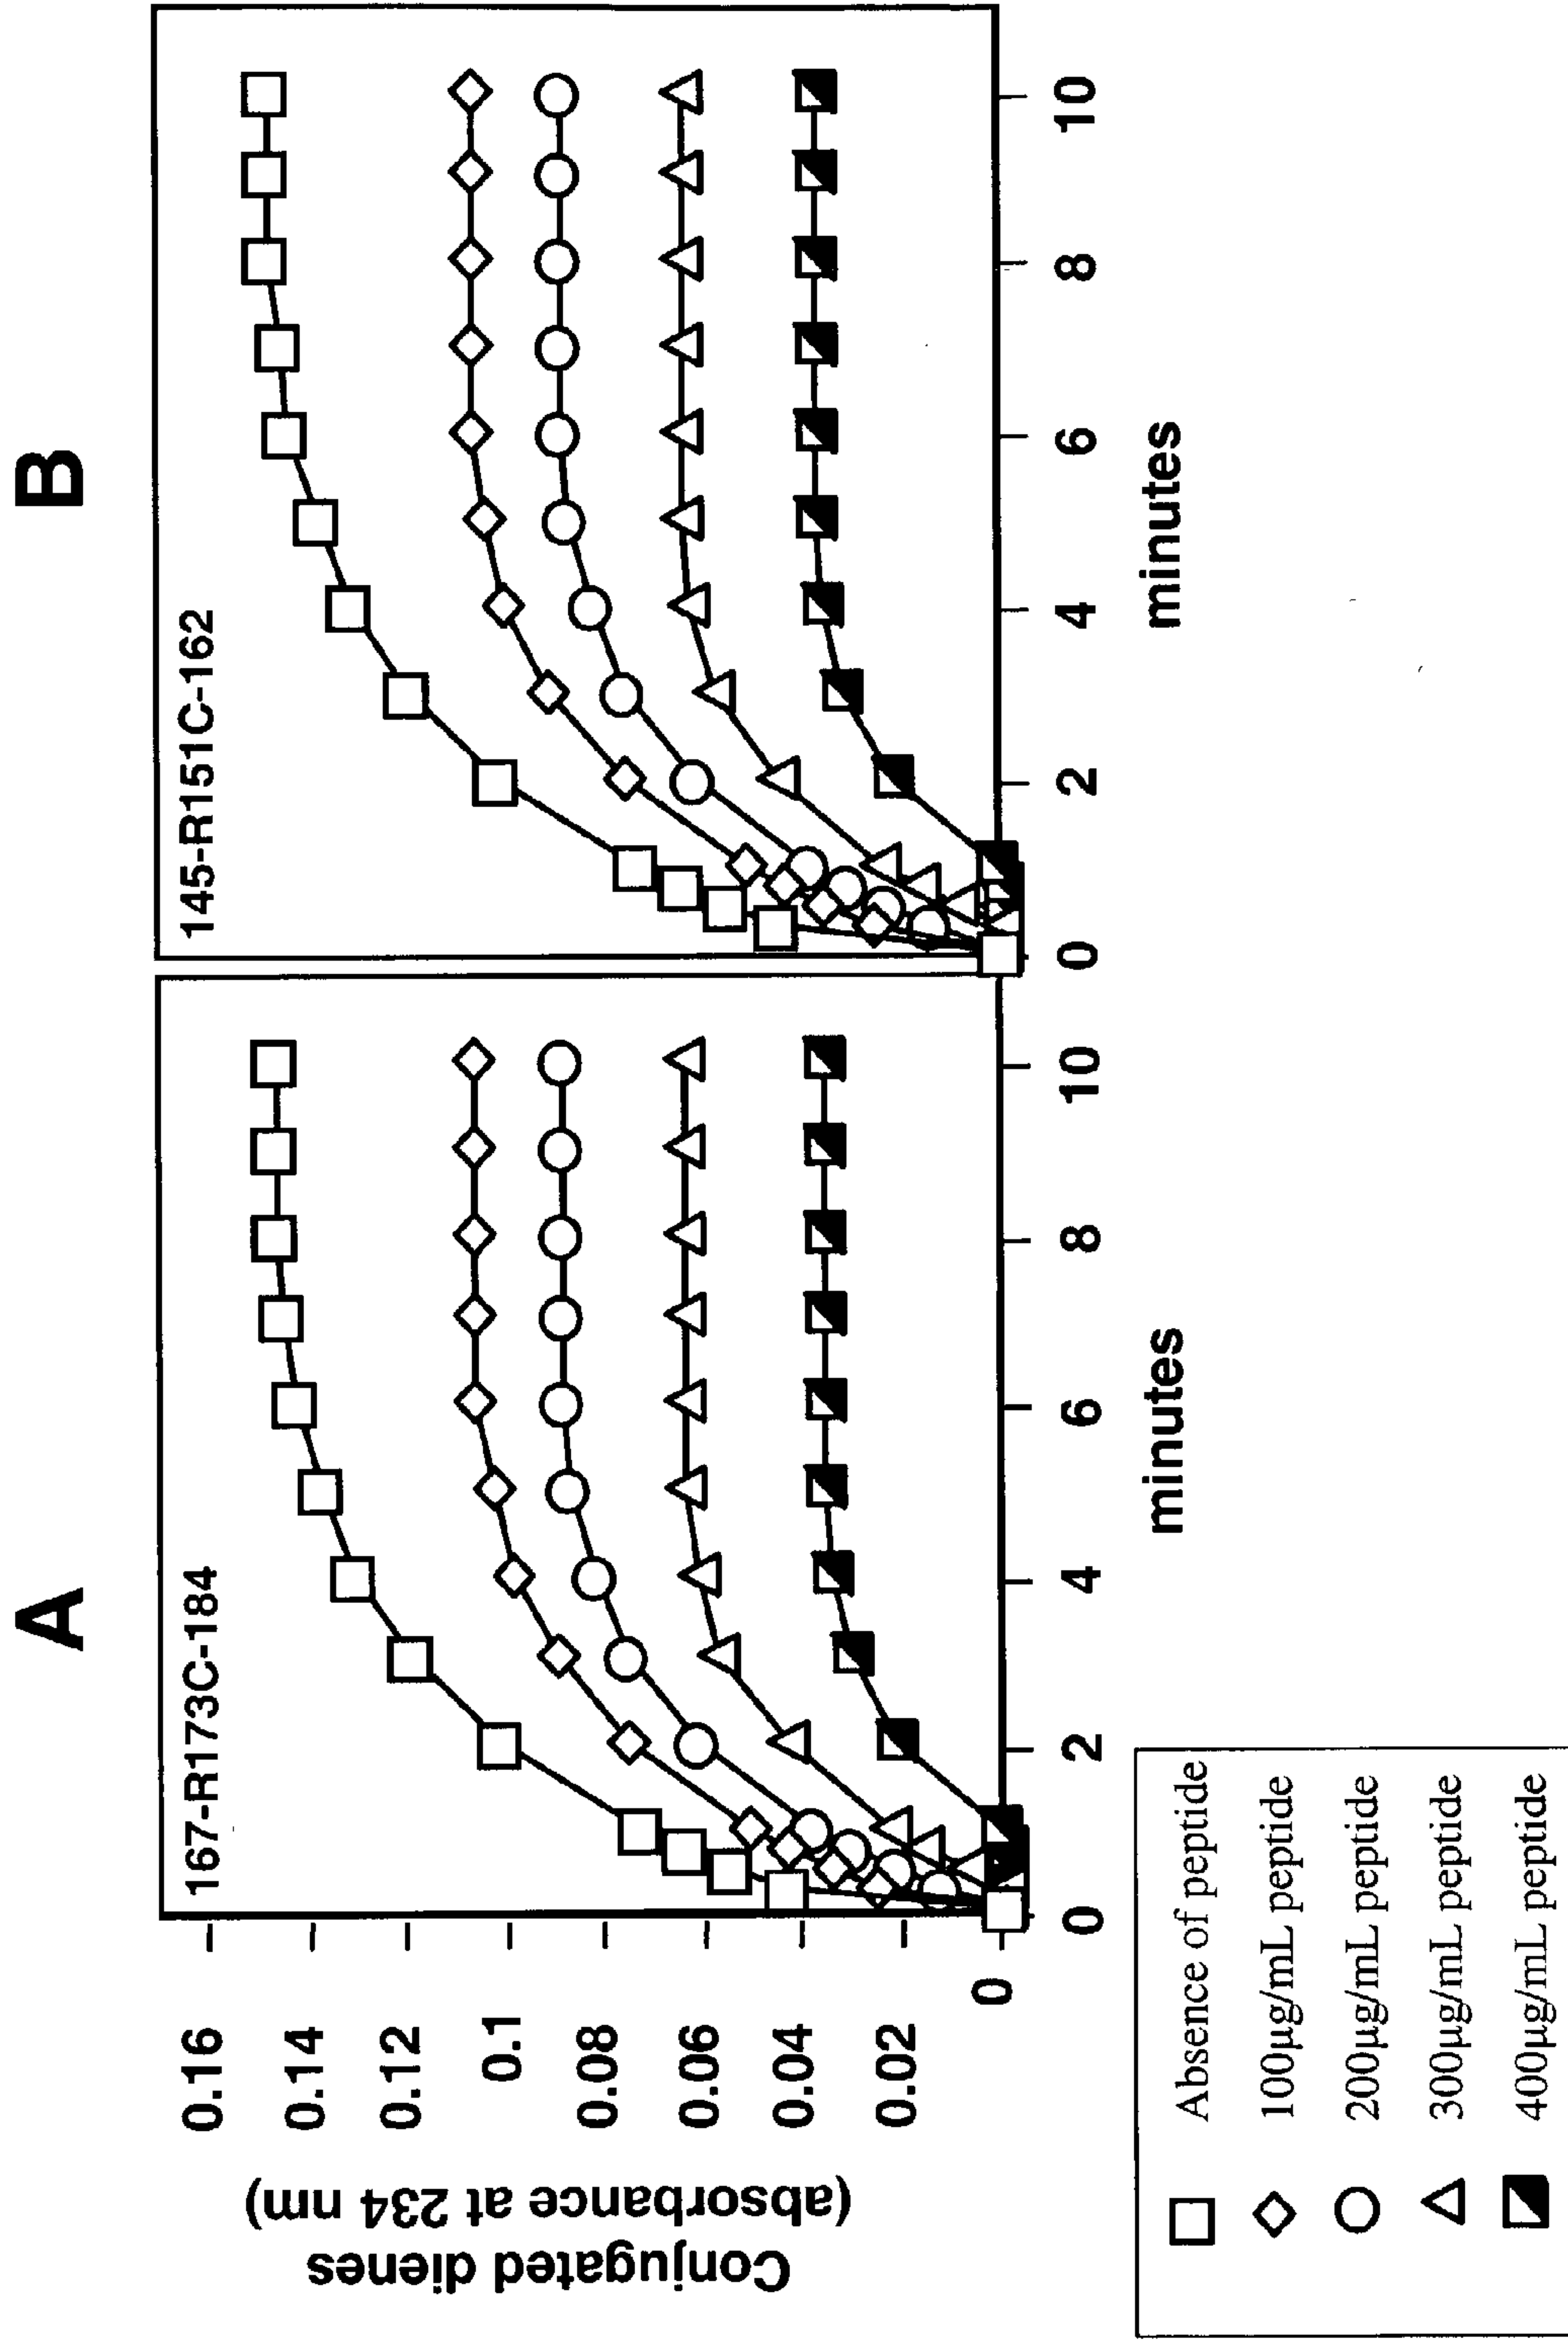 A
B
Conjugated dienes
(absorbance at 234 nm)
0.16
0.14
0.12
0.1
0.08
0.06
0.04
0.02
0
167-R173C-184
145-R151C-162
0 2 4 6 8 10
0 2 4 6 8 10
minutes
minutes
Absence of peptide
100µg/mL peptide
200µg/mL peptide
300µg/mL peptide
400µg/mL peptide